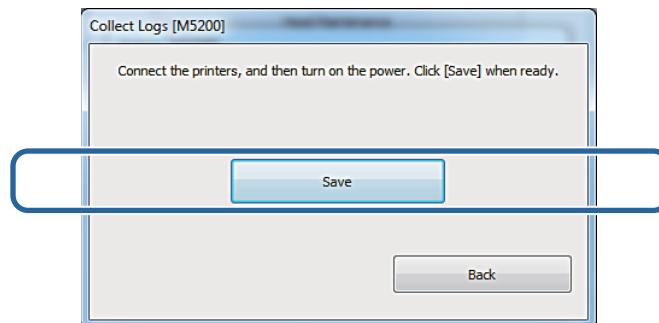 Collect Logs [M5200]
Connect the printers, and then turn on the power. Click [Save] when ready.
Save
Back